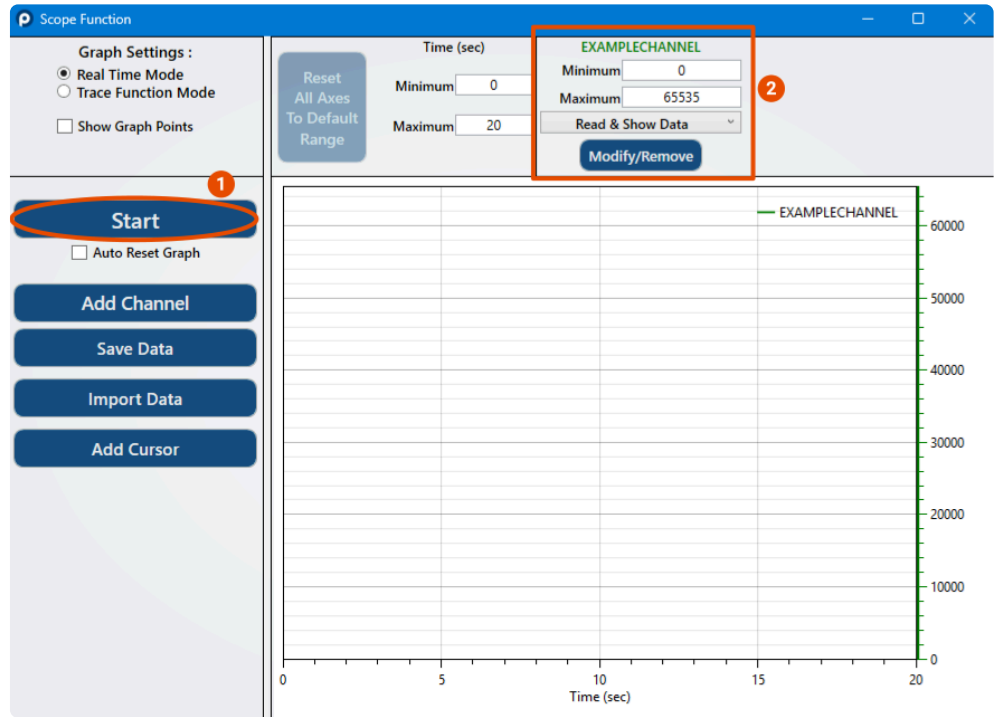 Scope Function
Graph Settings :
Real Time Mode
Trace Function Mode
Show Graph Points
Reset
All Axes
To Default
Range
Time (sec)
Minimum 0
Maximum 20
EXAMPLECHANNEL
Minimum 0
Maximum 65535
Read & Show Data
Modify/Remove
2
1
Start
Auto Reset Graph
Add Channel
Save Data
Import Data
Add Cursor
EXAMPLECHANNEL
60000
50000
40000
30000
20000
10000
0
0 5 10 15 20
Time (sec)